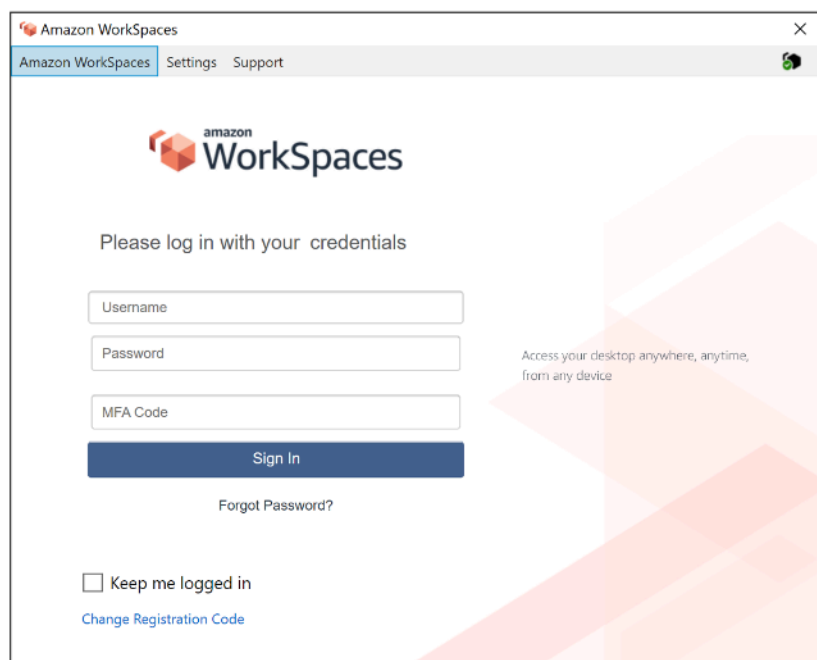 Amazon WorkSpaces
Amazon WorkSpaces Settings Support
amazon
WorkSpaces
Please log in with your credentials
Username
Password
MFA Code
Sign In
Forgot Password?
Keep me logged in
Change Registration Code
Access your desktop anywhere, anytime,
from any device